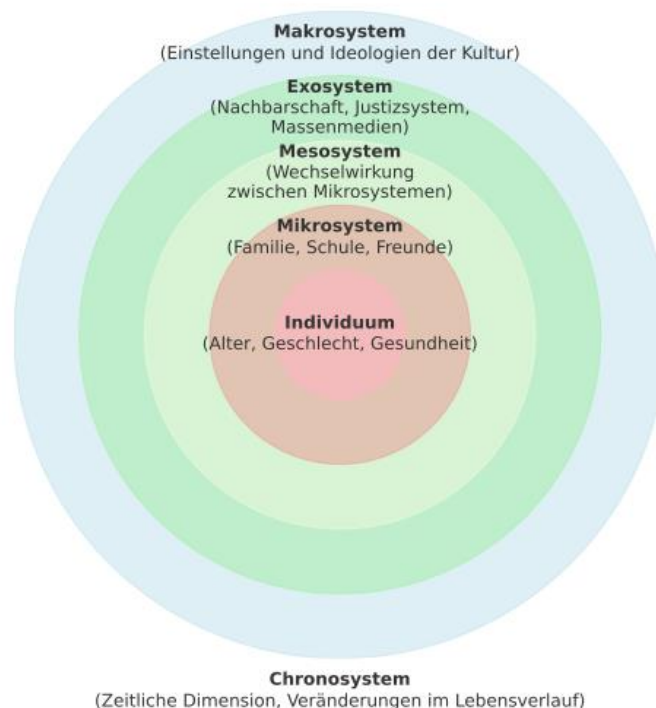 Makrosystem
(Einstellungen und Ideologien der Kultur)
Exosystem
(Nachbarschaft, Justizsystem,
Massenmedien)
Mesosystem
(Wechselwirkung
zwischen Mikrosystemen)
Mikrosystem
(Familie, Schule, Freunde)
Individuum
(Alter, Geschlecht, Gesundheit)
Chronosystem
(Zeitliche Dimension, Veränderungen im Lebensverlauf)